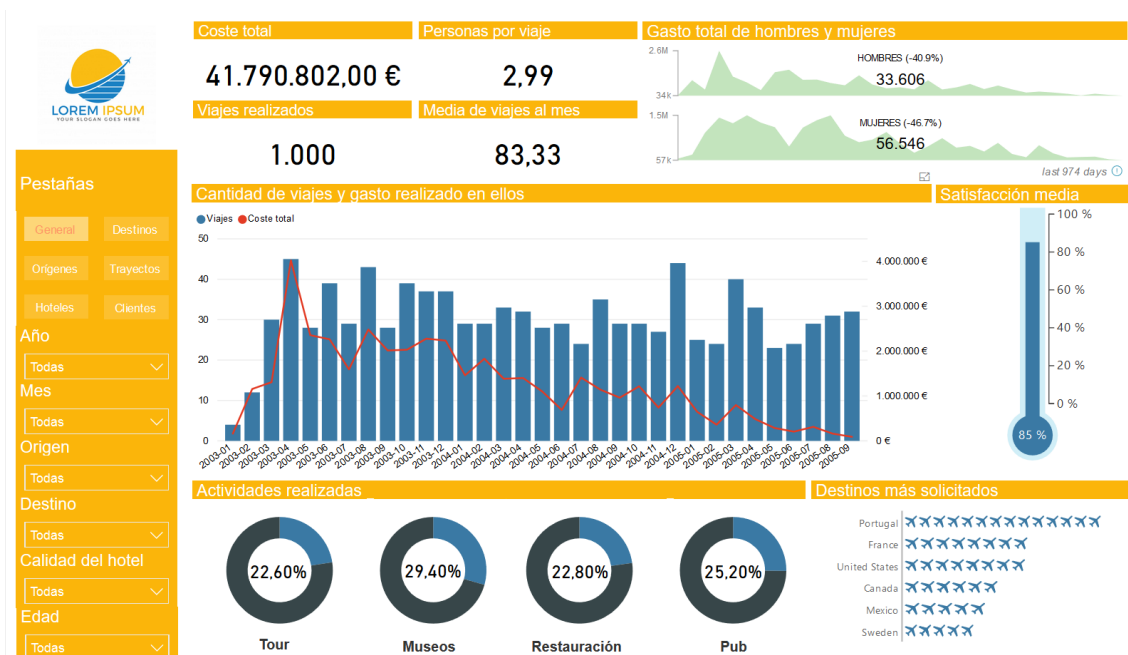 LOREM IPSUM
YOUR SLOGAN GOES HERE
Pestañas
General
Destinos
Orígenes
Trayectos
Hoteles
Clientes
Año
Todas
Mes
Todas
Origen
Todas
Destino
Todas
Calidad del hotel
Todas
Edad
Todas
Coste total
41.790.802,00 €
Personas por viaje
2,99
Viajes realizados
1.000
Media de viajes al mes
83,33
Gasto total de hombres y mujeres
2.6M
34k
HOMBRES (-40.9%)
33.606
1.5M
57k
MUJERES (-46.7%)
56.546
last 974 days
Cantidad de viajes y gasto realizado en ellos
Viajes
Coste total
50
40
30
20
10
0
4.000.000 €
3.000.000 €
2.000.000 €
1.000.000 €
0 €
2003-01
2003-02
2003-03
2003-04
2003-05
2003-06
2003-07
2003-08
2003-09
2003-10
2003-11
2003-12
2004-01
2004-02
2004-03
2004-04
2004-05
2004-06
2004-07
2004-08
2004-09
2004-10
2004-11
2004-12
2005-01
2005-02
2005-03
2005-04
2005-05
2005-06
2005-07
2005-08
2005-09
Satisfacción media
100 %
80 %
60 %
40 %
20 %
0 %
85 %
Actividades realizadas
22,60%
Tour
29,40%
Museos
22,80%
Restauración
25,20%
Pub
Destinos más solicitados
Portugal
France
United States
Canada
Mexico
Sweden